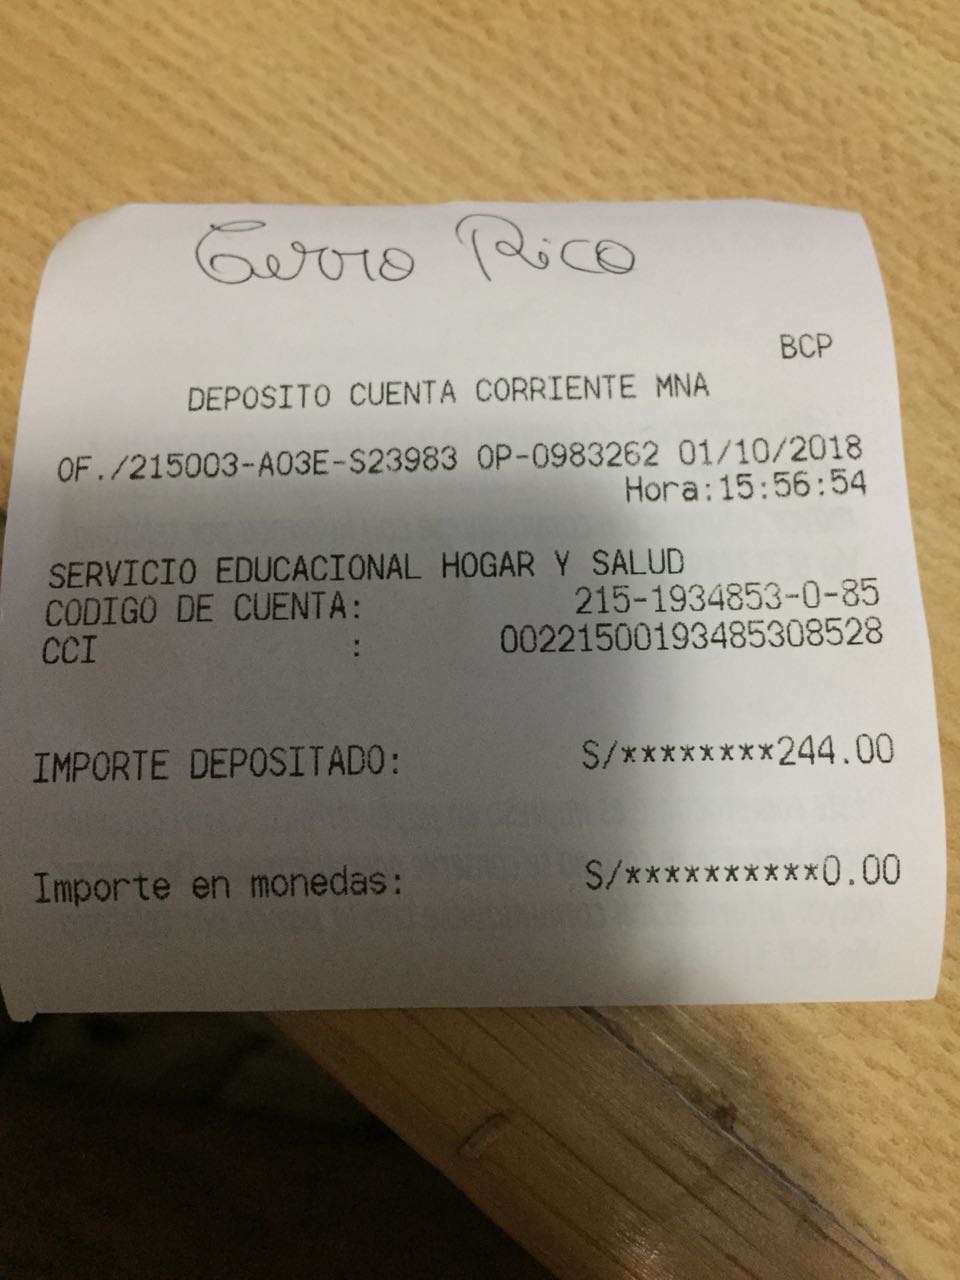 Cerro Rico
BCP
DEPOSITO CUENTA CORRIENTE MNA
OF./215003-A03E-S23983 OP-0983262 01/10/2018
Hora:15:56:54
SERVICIO EDUCACIONAL HOGAR Y SALUD
CODIGO DE CUENTA: 215-1934853-0-85
CCI : 00221500193485308528
IMPORTE DEPOSITADO: S/********244.00
Importe en monedas: S/**********0.00